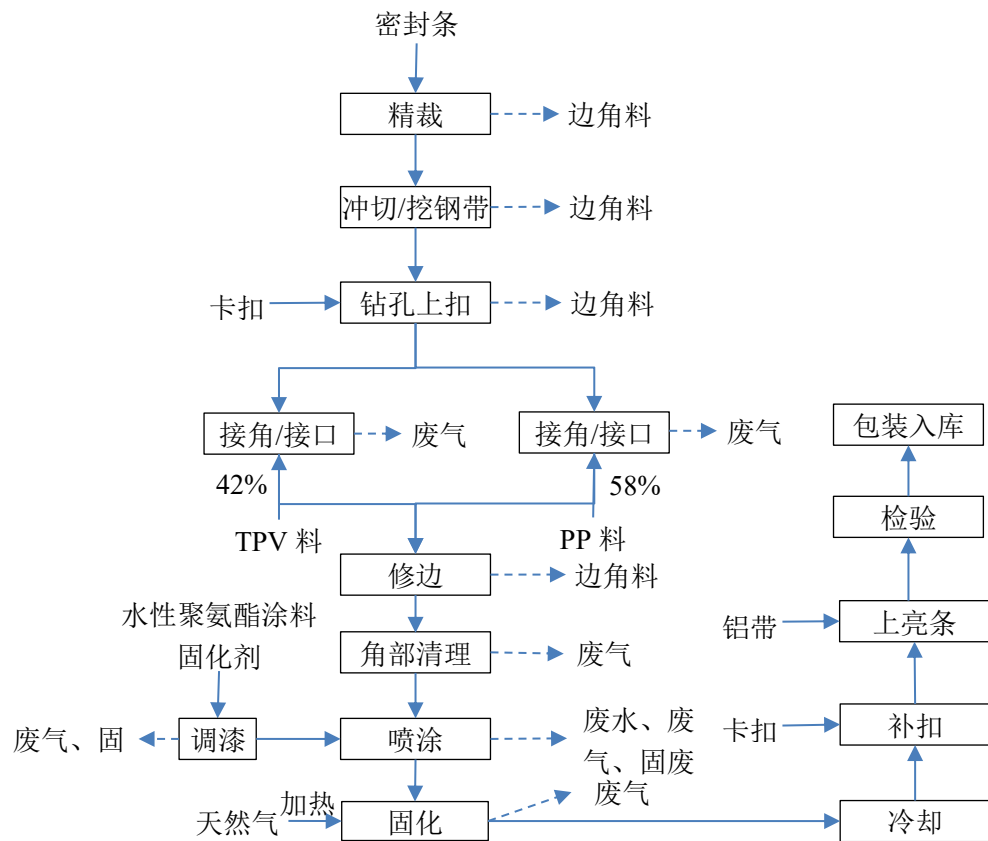 密封条
精裁
边角料
冲切/挖钢带
边角料
卡扣
钻孔上扣
边角料
接角/接口
废气
接角/接口
废气
包装入库
42%
58%
检验
TPV 料
PP 料
修边
边角料
水性聚氨酯涂料
固化剂
角部清理
废气
铝带
上亮条
废气、固
调漆
喷涂
废水、废
气、固废
卡扣
补扣
天然气
加热
固化
废气
冷却